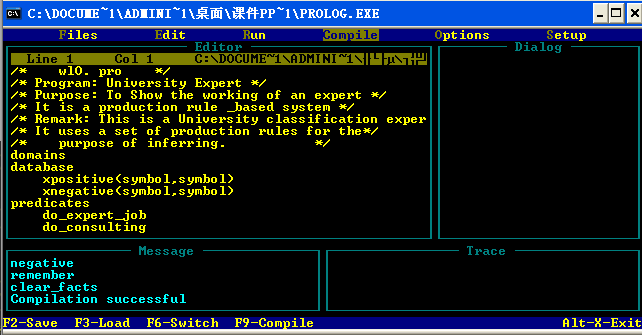 C:\DOCUME~1\ADMINI~1\桌面\课件PP~1\PROLOG.EXE
Files Edit Run Compile Options Setup
Editor
Line 1 Col 1 C:\DOCUME~1\ADMINI~1\
/* wl0. pro */
/* Program: University Expert */
/* Purpose: To Show the working of an expert */
/* It is a production rule _based system */
/* Remark: This is a University classification exper
/* It uses a set of production rules for the*/
/* purpose of inferring. */
domains
database
xpositive(symbol,symbol)
xnegative(symbol,symbol)
predicates
do_expert_job
do_consulting
Dialog
Message
negative
remember
clear_facts
Compilation successful
Trace
F2-Save F3-Load F6-Switch F9-Compile Alt-X-Exit